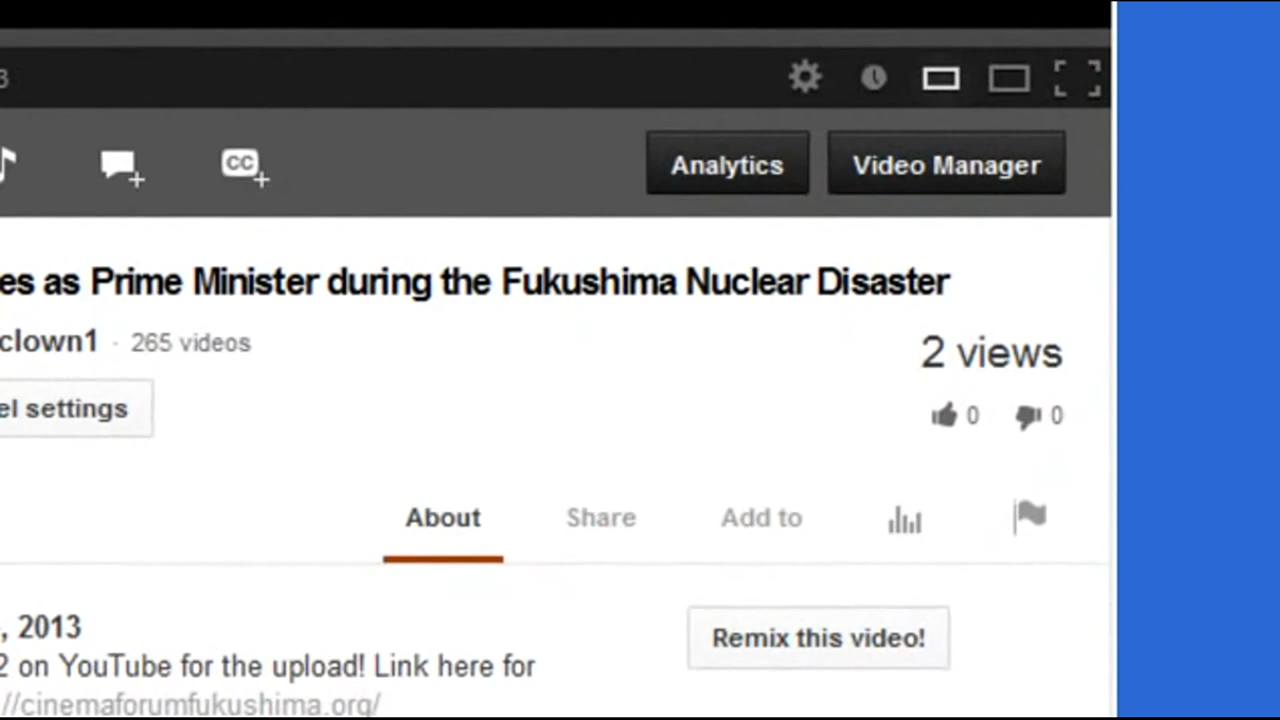 3
CC
Analytics
Video Manager
es as Prime Minister during the Fukushima Nuclear Disaster
clown1 · 265 videos
2 views
el settings
0 0
About Share Add to
, 2013
Remix this video!
2 on YouTube for the upload! Link here for
//cinemaforumfukushima.org/